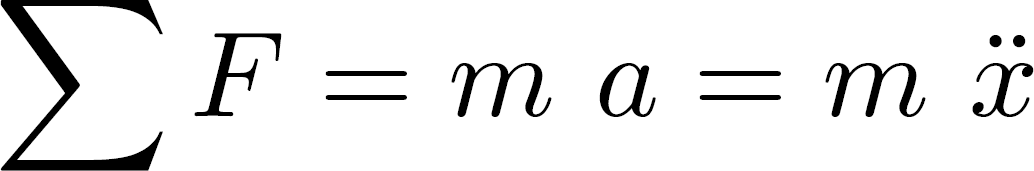 ∑ F = m a = m ẍ